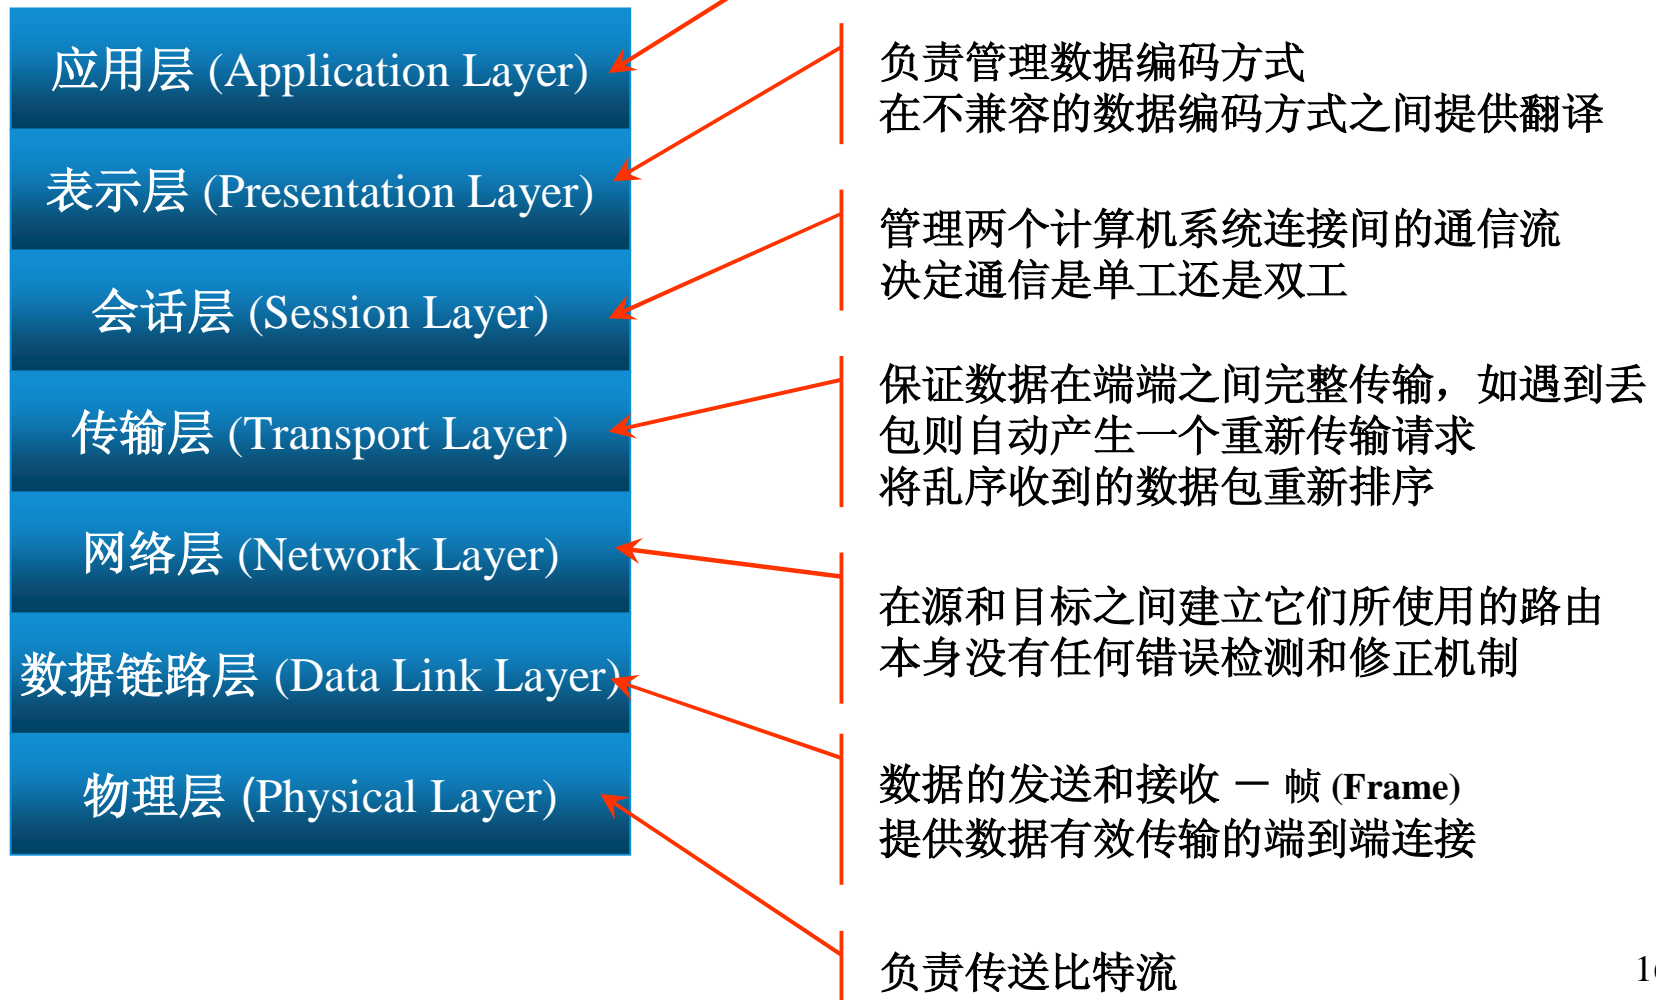 应用层 (Application Layer)
表示层 (Presentation Layer)
会话层 (Session Layer)
传输层 (Transport Layer)
网络层 (Network Layer)
数据链路层 (Data Link Layer)
物理层 (Physical Layer)
负责管理数据编码方式
在不兼容的数据编码方式之间提供翻译
管理两个计算机系统连接间的通信流
决定通信是单工还是双工
保证数据在端端之间完整传输，如遇到丢
包则自动产生一个重新传输请求
将乱序收到的数据包重新排序
在源和目标之间建立它们所使用的路由
本身没有任何错误检测和修正机制
数据的发送和接收 － 帧 (Frame)
提供数据有效传输的端到端连接
负责传送比特流